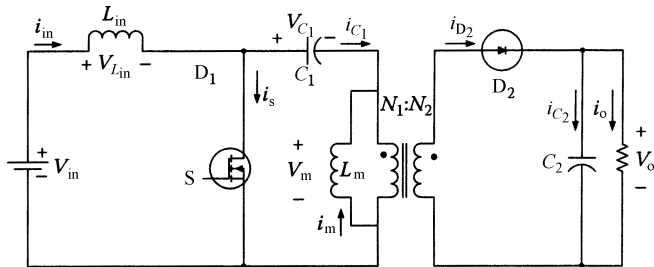 i_in
L_in
+ V_Lin −
D_1
+ V_C1 −
C_1
i_C1
i_s
S
+
−
V_in
+
V_m
−
L_m
i_m
N_1:N_2
i_D2
D_2
i_C2
i_o
C_2
+
V_o
−